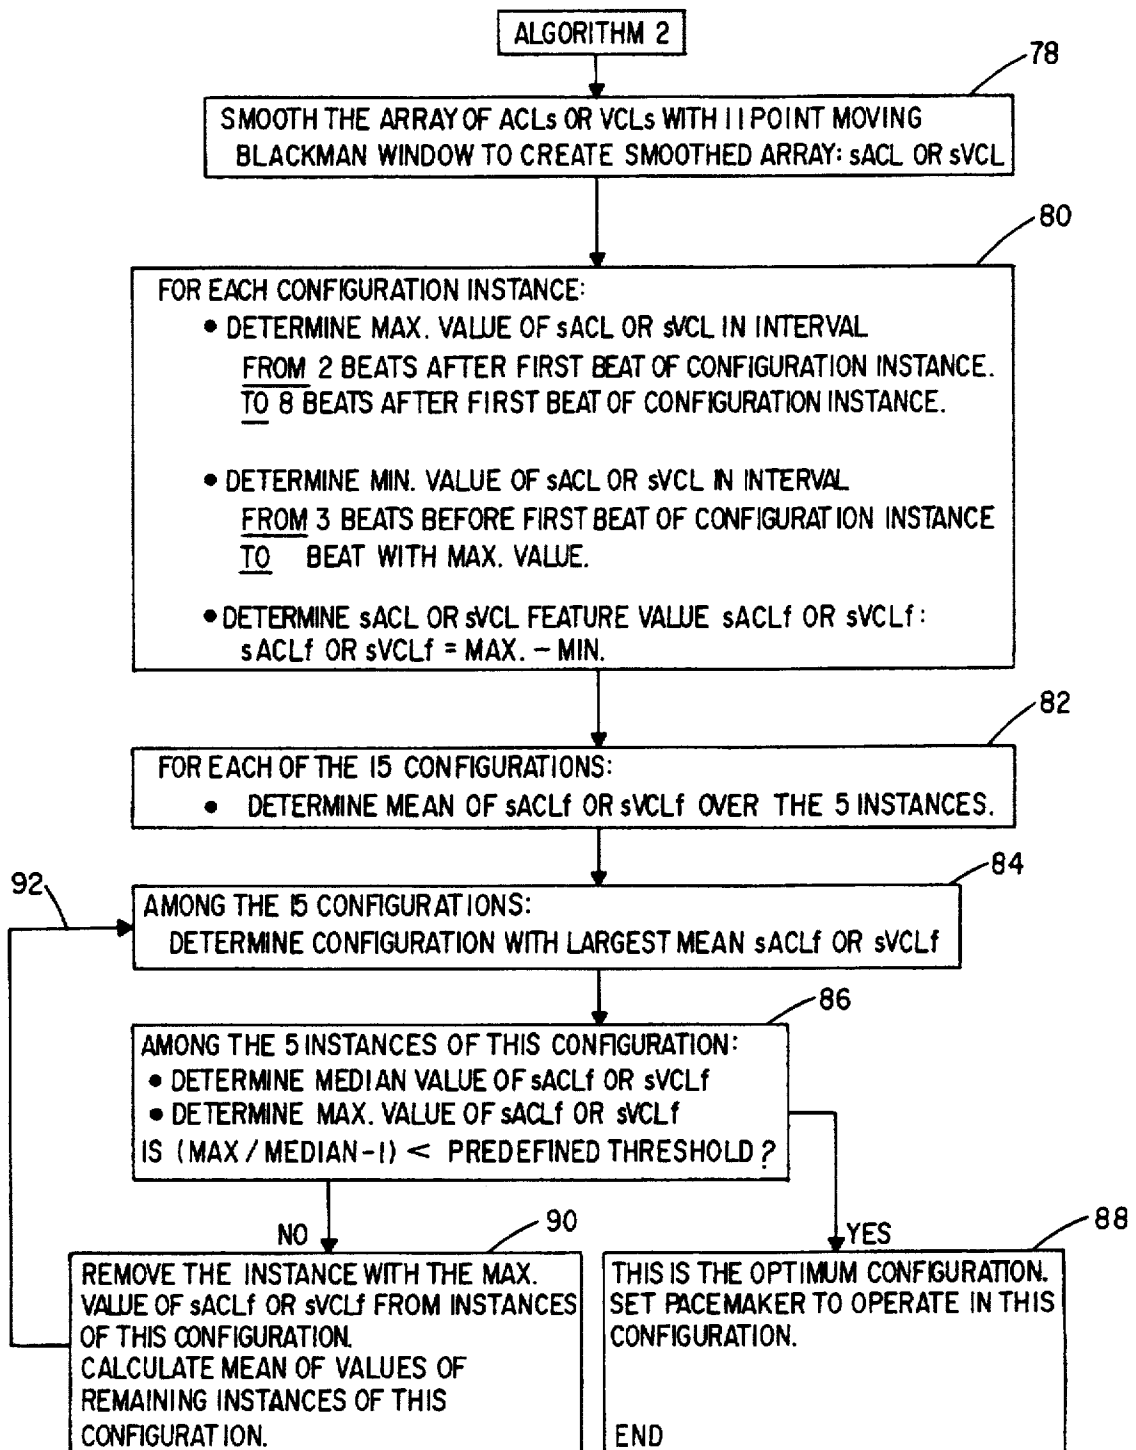 ALGORITHM 2
78
SMOOTH THE ARRAY OF ACLs OR VCLs WITH 11 POINT MOVING
BLACKMAN WINDOW TO CREATE SMOOTHED ARRAY: sACL OR sVCL
80
FOR EACH CONFIGURATION INSTANCE:
• DETERMINE MAX. VALUE OF sACL OR sVCL IN INTERVAL
FROM 2 BEATS AFTER FIRST BEAT OF CONFIGURATION INSTANCE.
TO 8 BEATS AFTER FIRST BEAT OF CONFIGURATION INSTANCE.
• DETERMINE MIN. VALUE OF sACL OR sVCL IN INTERVAL
FROM 3 BEATS BEFORE FIRST BEAT OF CONFIGURATION INSTANCE
TO BEAT WITH MAX. VALUE.
• DETERMINE sACL OR sVCL FEATURE VALUE sACLf OR sVCLf:
sACLf OR sVCLf = MAX. – MIN.
82
FOR EACH OF THE 15 CONFIGURATIONS:
• DETERMINE MEAN OF sACLf OR sVCLf OVER THE 5 INSTANCES.
84
92
AMONG THE 15 CONFIGURATIONS:
DETERMINE CONFIGURATION WITH LARGEST MEAN sACLf OR sVCLf
86
AMONG THE 5 INSTANCES OF THIS CONFIGURATION:
• DETERMINE MEDIAN VALUE OF sACLf OR sVCLf
• DETERMINE MAX. VALUE OF sACLf OR sVCLf
IS (MAX / MEDIAN-1) < PREDEFINED THRESHOLD?
NO
90
YES
88
REMOVE THE INSTANCE WITH THE MAX.
VALUE OF sACLf OR sVCLf FROM INSTANCES
OF THIS CONFIGURATION.
CALCULATE MEAN OF VALUES OF
REMAINING INSTANCES OF THIS
CONFIGURATION.
THIS IS THE OPTIMUM CONFIGURATION.
SET PACEMAKER TO OPERATE IN THIS
CONFIGURATION.
END